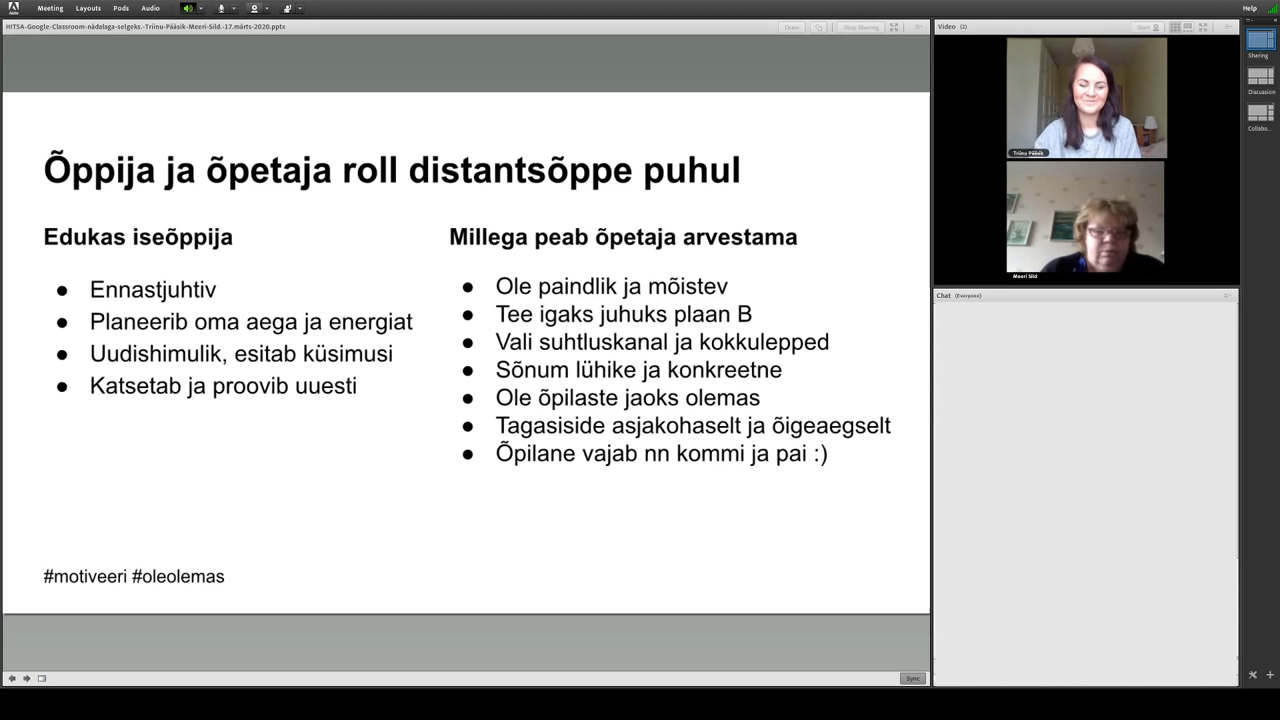 Meeting Layouts Pods Audio Help
HITSA-Google-Classroom-nädalaga-selgeks.-Triinu-Pääsik-Meeri-Sild.-17.märts-2020.pptx
Draw
Stop Sharing
Õppija ja õpetaja roll distantsõppe puhul
Edukas iseõppija
● Ennastjuhtiv
● Planeerib oma aega ja energiat
● Uudishimulik, esitab küsimusi
● Katsetab ja proovib uuesti
Millega peab õpetaja arvestama
● Ole paindlik ja mõistev
● Tee igaks juhuks plaan B
● Vali suhtluskanal ja kokkulepped
● Sõnum lühike ja konkreetne
● Ole õpilaste jaoks olemas
● Tagasiside asjakohaselt ja õigeaegselt
● Õpilane vajab nn kommi ja pai :)
#motiveeri #oleolemas
Sync
Video (2)
Start
Triinu Pääsik
Meeri Sild
Chat (Everyone)
Sharing
Discussion
Collabo...